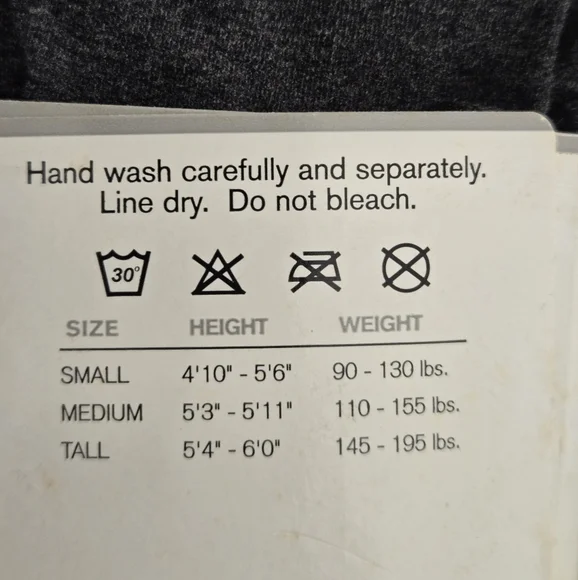 Hand wash carefully and separately.
Line dry. Do not bleach.
30°
SIZE HEIGHT WEIGHT
SMALL 4'10" - 5'6" 90 - 130 lbs.
MEDIUM 5'3" - 5'11" 110 - 155 lbs.
TALL 5'4" - 6'0" 145 - 195 lbs.